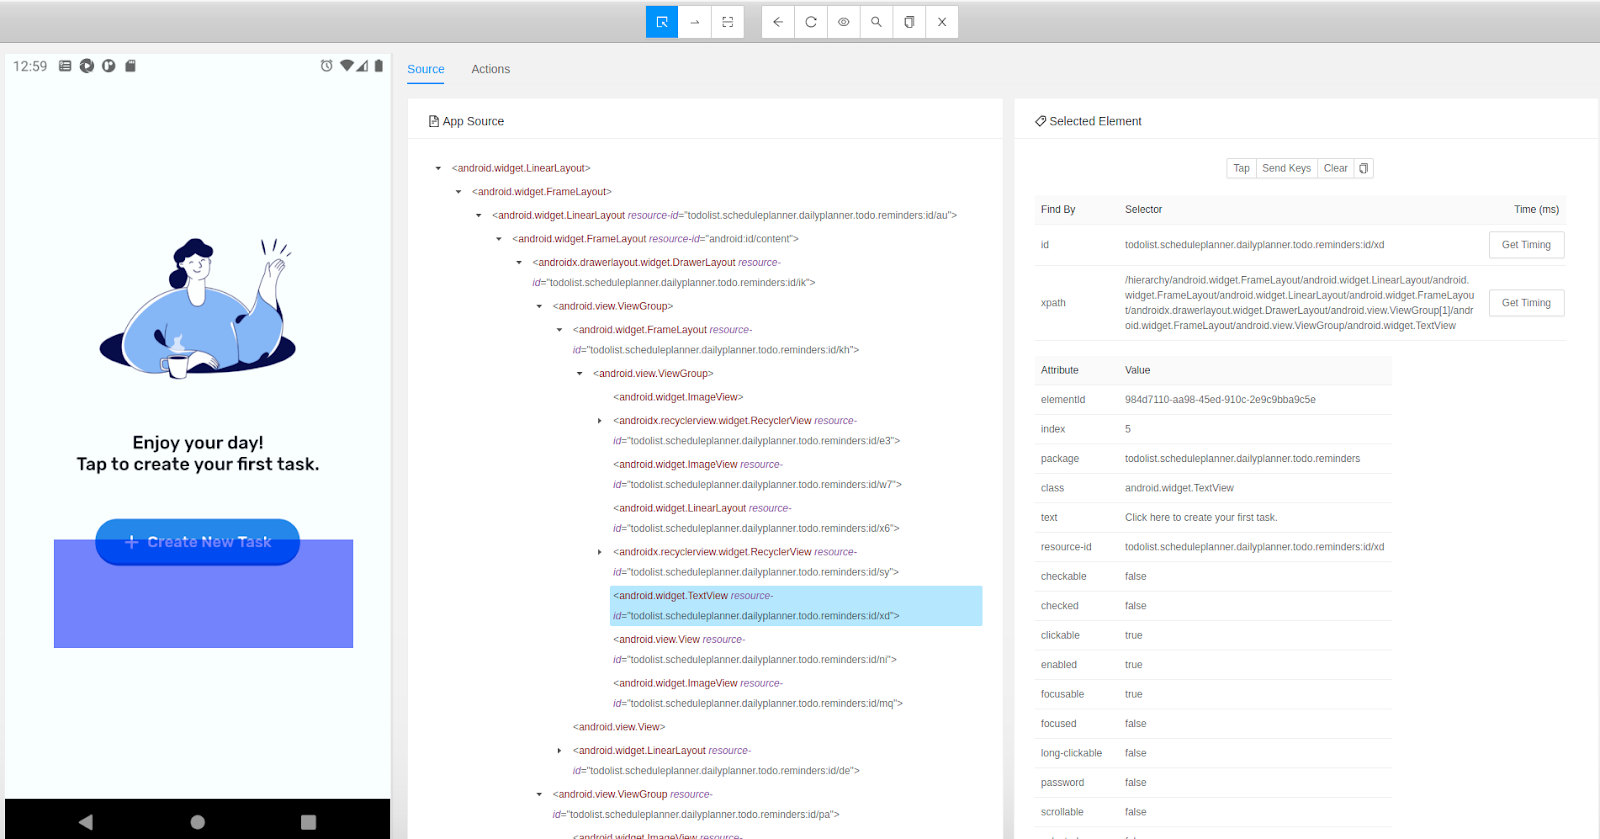 12:59
Enjoy your day!
Tap to create your first task.
+ Create New Task
Source Actions
App Source
<android.widget.LinearLayout>
<android.widget.FrameLayout>
<android.widget.LinearLayout resource-id="todolist.scheduleplanner.dailyplanner.todo.reminders:id/au">
<android.widget.FrameLayout resource-id="android:id/content">
<androidx.drawerlayout.widget.DrawerLayout resource-
id="todolist.scheduleplanner.dailyplanner.todo.reminders:id/ik">
<android.view.ViewGroup>
<android.widget.FrameLayout resource-
id="todolist.scheduleplanner.dailyplanner.todo.reminders:id/kh">
<android.view.ViewGroup>
<android.widget.ImageView>
<androidx.recyclerview.widget.RecyclerView resource-
id="todolist.scheduleplanner.dailyplanner.todo.reminders:id/e3">
<android.widget.ImageView resource-
id="todolist.scheduleplanner.dailyplanner.todo.reminders:id/w7">
<android.widget.LinearLayout resource-
id="todolist.scheduleplanner.dailyplanner.todo.reminders:id/x6">
<androidx.recyclerview.widget.RecyclerView resource-
id="todolist.scheduleplanner.dailyplanner.todo.reminders:id/sy">
<android.widget.TextView resource-
id="todolist.scheduleplanner.dailyplanner.todo.reminders:id/xd">
<android.view.View resource-
id="todolist.scheduleplanner.dailyplanner.todo.reminders:id/ni">
<android.widget.ImageView resource-
id="todolist.scheduleplanner.dailyplanner.todo.reminders:id/mq">
<android.view.View>
<android.widget.LinearLayout resource-
id="todolist.scheduleplanner.dailyplanner.todo.reminders:id/de">
<android.view.ViewGroup resource-
id="todolist.scheduleplanner.dailyplanner.todo.reminders:id/pa">
<android.widget.ImageView resource-
Selected Element
Tap Send Keys Clear
Find By Selector Time (ms)
id todolist.scheduleplanner.dailyplanner.todo.reminders:id/xd Get Timing
xpath
/hierarchy/android.widget.FrameLayout/android.widget.LinearLayout/android.
widget.FrameLayout/android.widget.LinearLayout/android.widget.FrameLayou
t/androidx.drawerlayout.widget.DrawerLayout/android.view.ViewGroup[1]/andr
oid.widget.FrameLayout/android.view.ViewGroup/android.widget.TextView
Get Timing
Attribute Value
elementId 984d7110-aa98-45ed-910c-2e9c9bba9c5e
index 5
package todolist.scheduleplanner.dailyplanner.todo.reminders
class android.widget.TextView
text Click here to create your first task.
resource-id todolist.scheduleplanner.dailyplanner.todo.reminders:id/xd
checkable false
checked false
clickable true
enabled true
focusable true
focused false
long-clickable false
password false
scrollable false